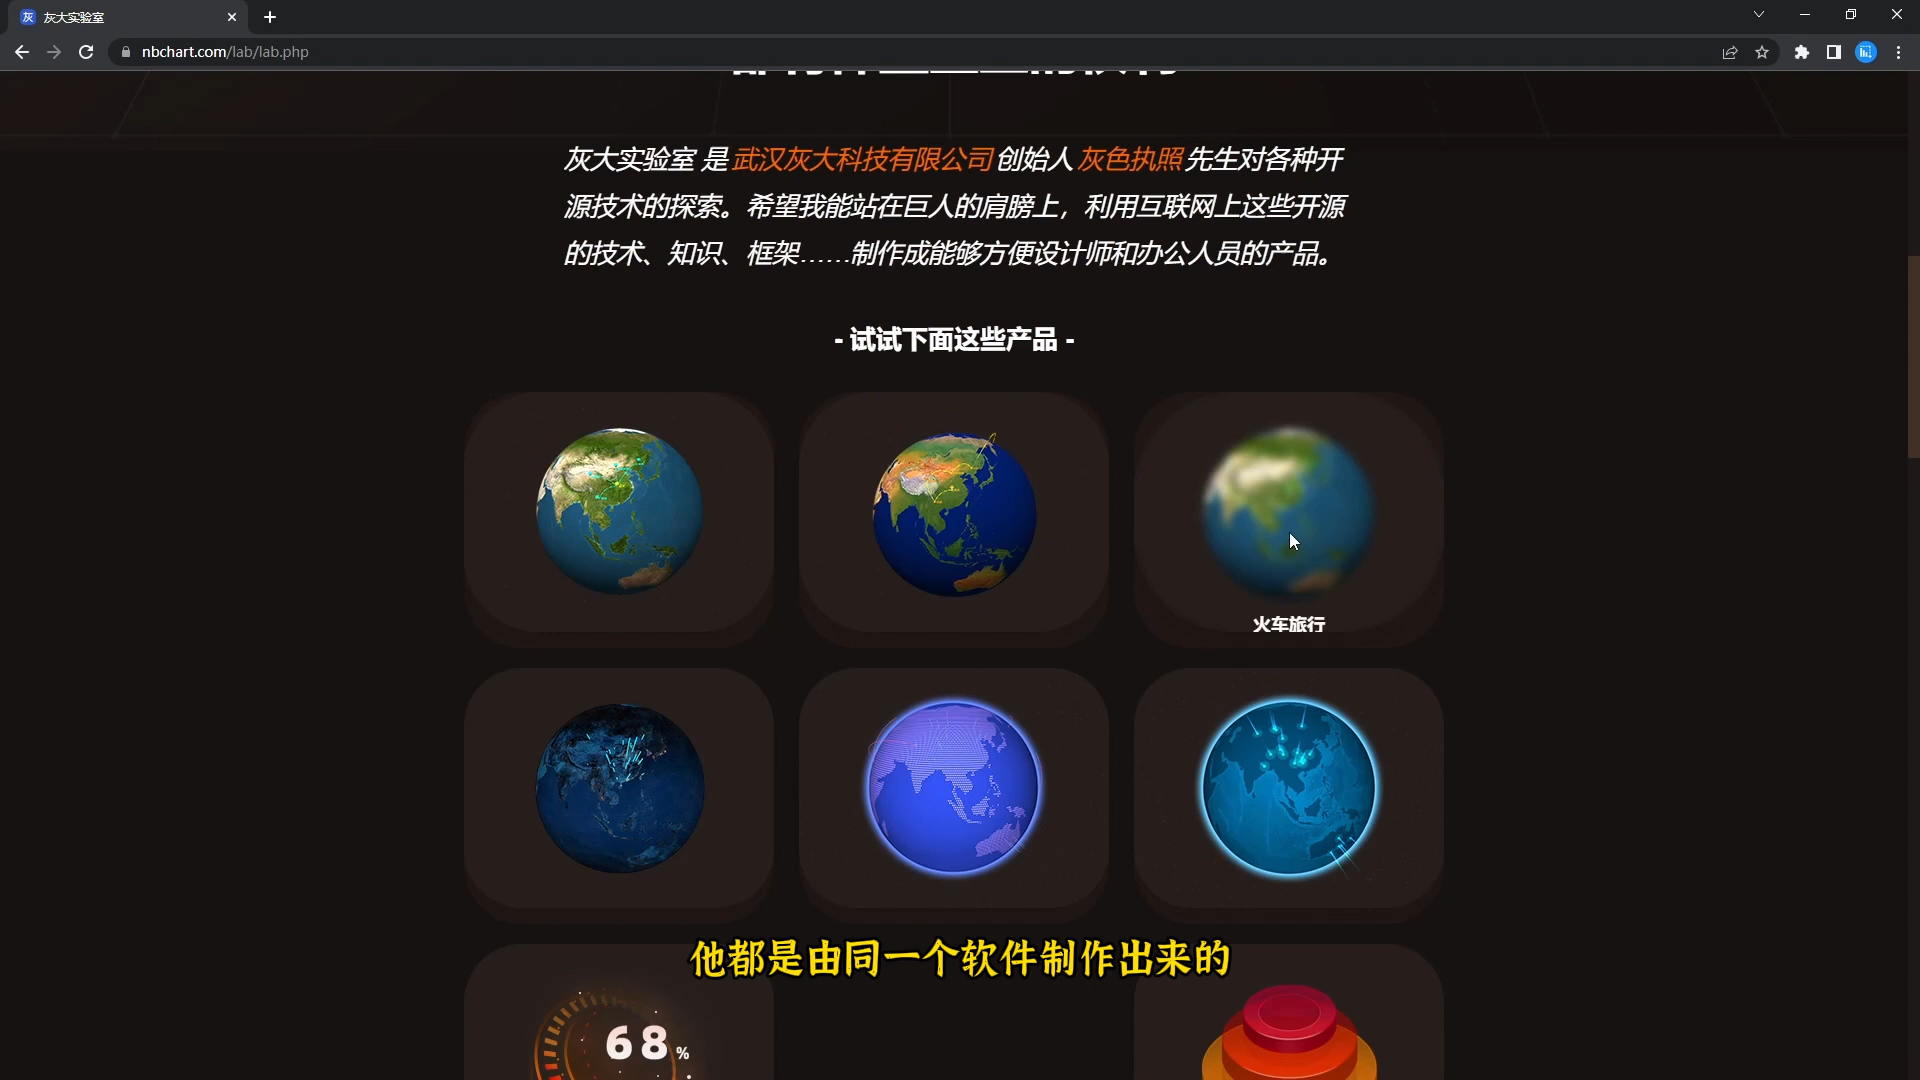 灰 灰大实验室
nbchart.com/lab/lab.php
灰大实验室 是 武汉灰大科技有限公司 创始人 灰色执照 先生对各种开
源技术的探索。希望我能站在巨人的肩膀上，利用互联网上这些开源
的技术、知识、框架……制作成能够方便设计师和办公人员的产品。
- 试试下面这些产品 -
火车旅行
他都是由同一个软件制作出来的
68 %